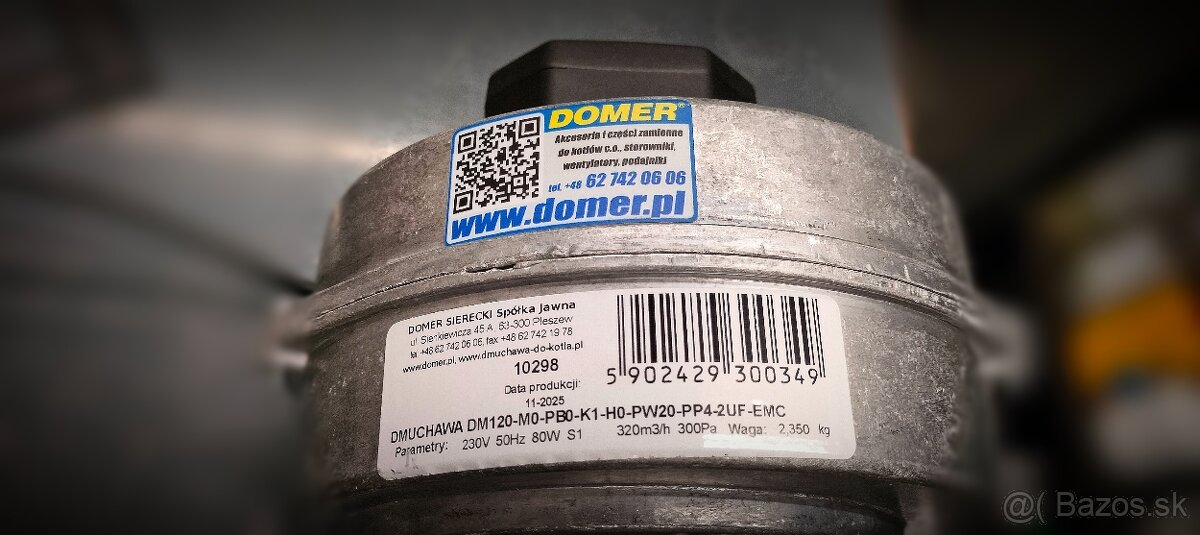 DOMER®
Akcesoria i części zamienne
do kotłów c.o., sterowniki,
wentylatory, podajniki
tel. +48 62 742 06 06
www.domer.pl
DOMER SIERECKI Spółka Jawna
ul. Sienkiewicza 45 A, 63-300 Pleszew
tel. +48 62 742 06 06, fax +48 62 742 19 78
www.domer.pl, www.dmuchawa-do-kotla.pl
10298
Data produkcji:
11-2025
5 902429 300349
DMUCHAWA DM120-M0-PB0-K1-H0-PW20-PP4-2UF-EMC
Parametry: 230V 50Hz 80W S1 320m3/h 300Pa Waga: 2,350 kg
@( Bazos.sk